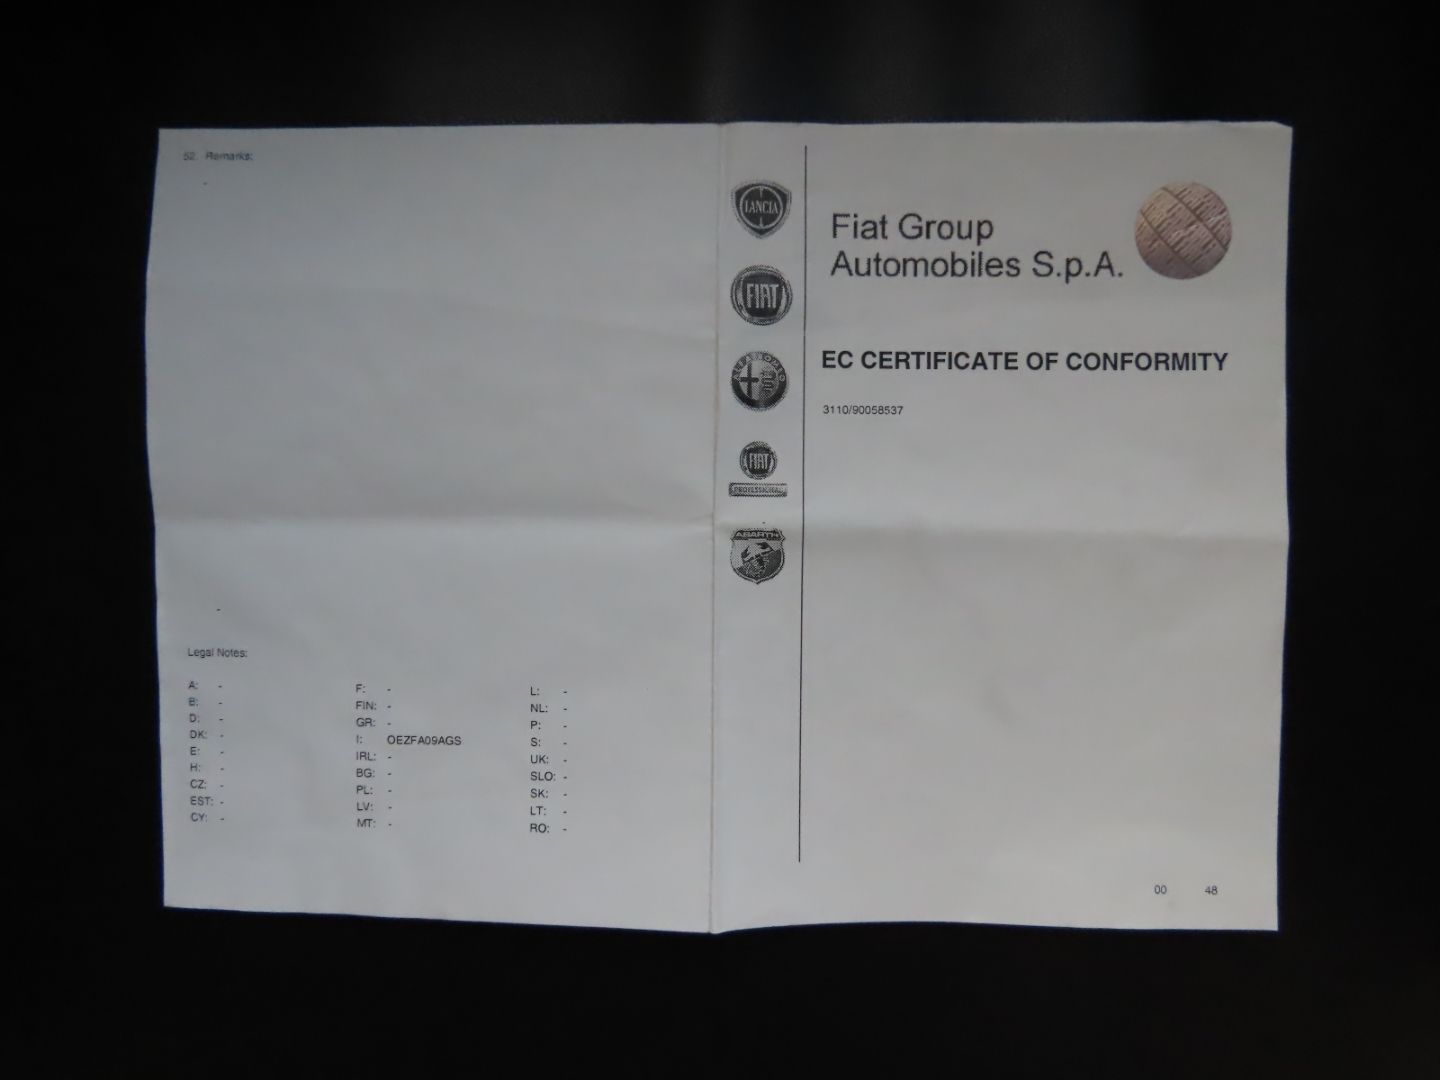 52. Remarks:
-
-
Legal Notes:
A: -
B: -
D: -
DK: -
E: -
H: -
CZ: -
EST: -
CY: -
F: -
FIN: -
GR: -
I: OEZFA09AGS
IRL: -
BG: -
PL: -
LV: -
MT: -
L: -
NL: -
P: -
S: -
UK: -
SLO: -
SK: -
LT: -
RO: -
LANCIA
FIAT
ALFA ROMEO
FIAT
PROFESSIONAL
ABARTH
Fiat Group
Automobiles S.p.A.
EC CERTIFICATE OF CONFORMITY
3110/90058537
00 48